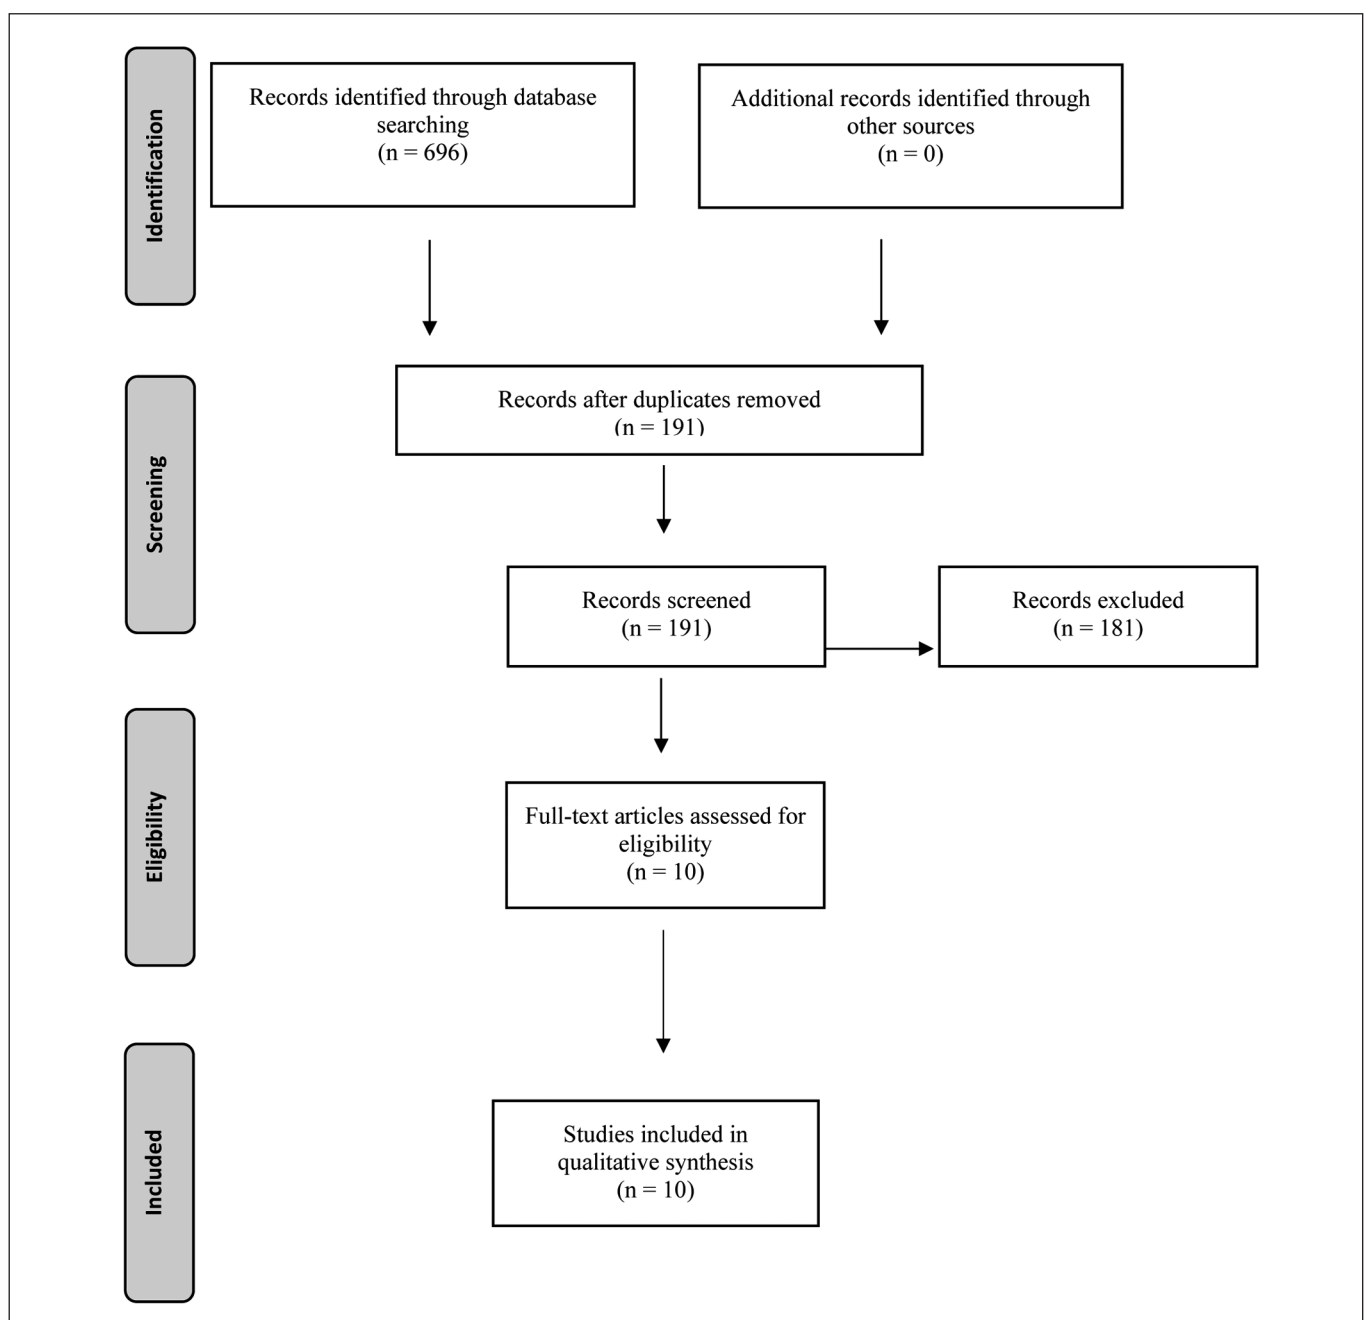 Identification
Records identified through database
searching
(n = 696)
Additional records identified through
other sources
(n = 0)
Screening
Records after duplicates removed
(n = 191)
Records screened
(n = 191)
Records excluded
(n = 181)
Eligibility
Full-text articles assessed for
eligibility
(n = 10)
Included
Studies included in
qualitative synthesis
(n = 10)